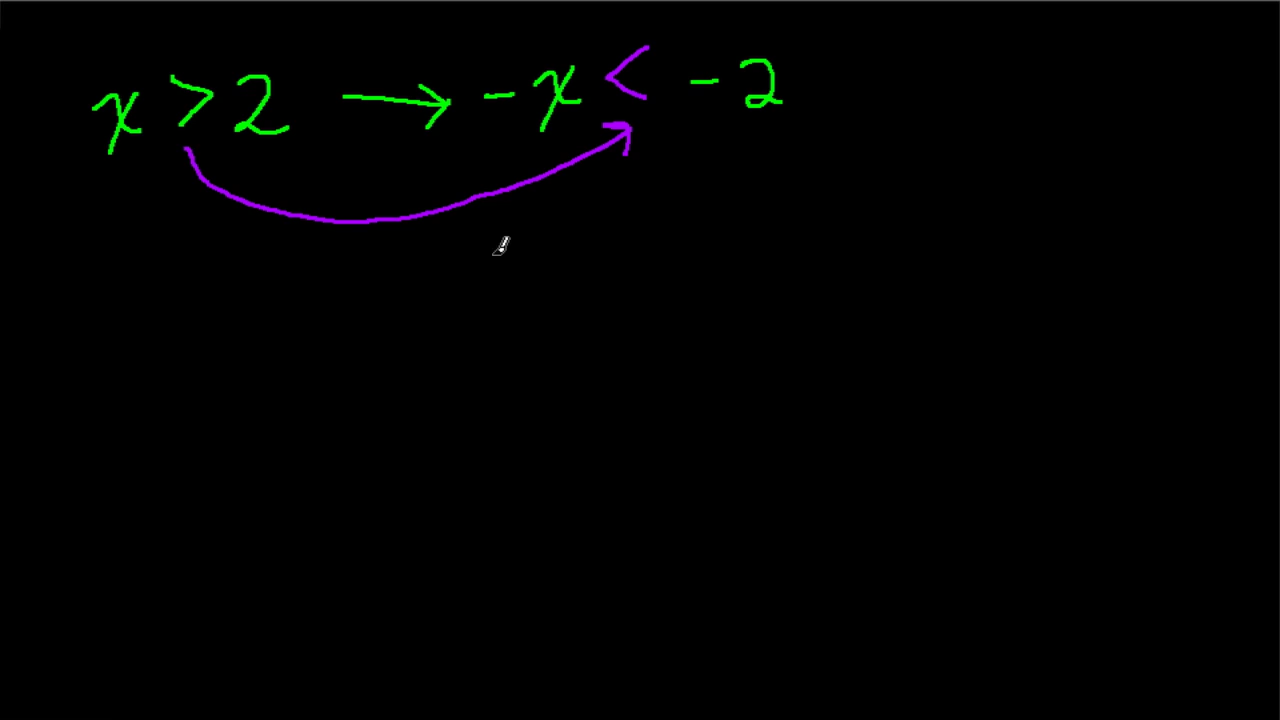 x > 2 → -x < -2